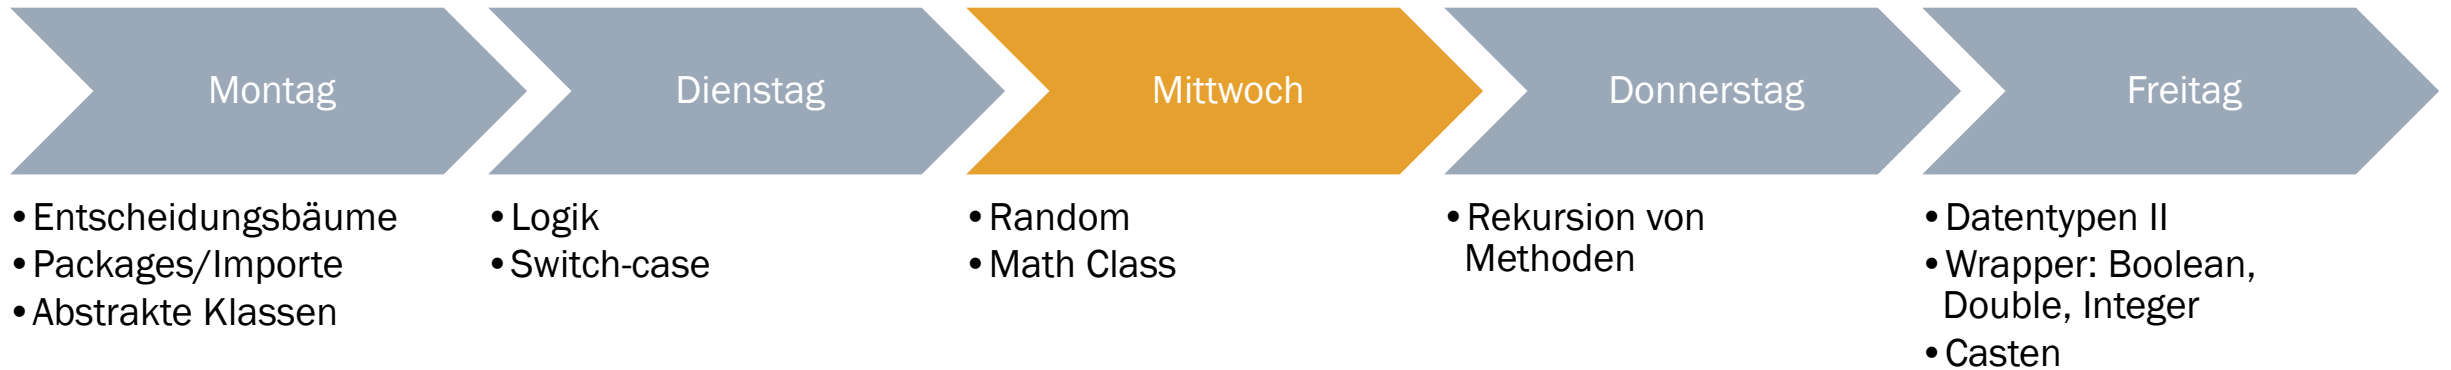 Montag
Dienstag
Mittwoch
Donnerstag
Freitag
•Entscheidungsbäume
•Packages/Importe
•Abstrakte Klassen
•Logik
•Switch-case
•Random
•Math Class
•Rekursion von
Methoden
•Datentypen II
•Wrapper: Boolean,
Double, Integer
•Casten